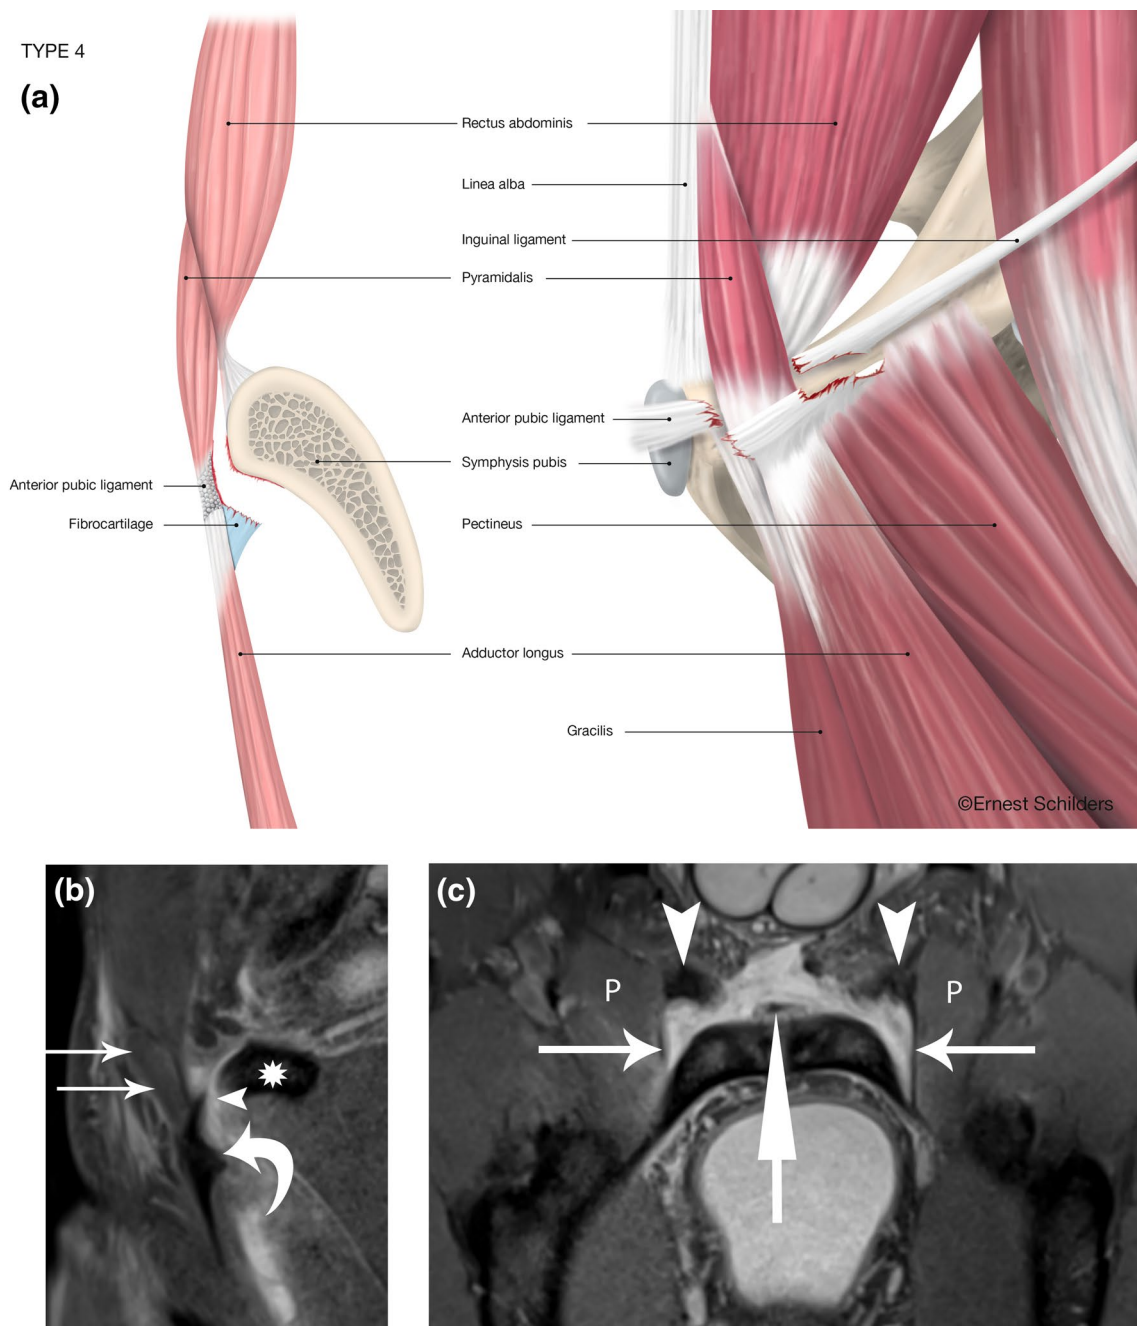 TYPE 4
(a)
Rectus abdominis
Linea alba
Inguinal ligament
Pyramidalis
Anterior pubic ligament
Symphysis pubis
Anterior pubic ligament
Fibrocartilage
Pectineus
Adductor longus
Gracilis
©Ernest Schilders
(b)
(c)
P
P